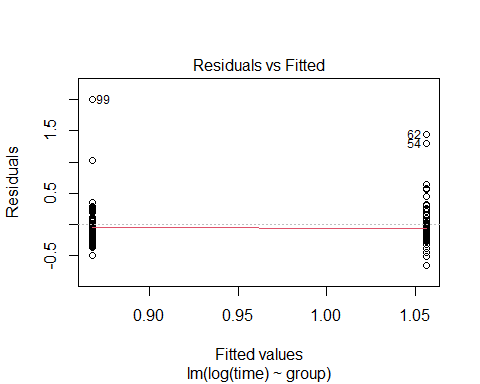 Residuals vs Fitted
99
62
54
1.5
0.5
-0.5
Residuals
0.90 0.95 1.00 1.05
Fitted values
lm(log(time) ~ group)